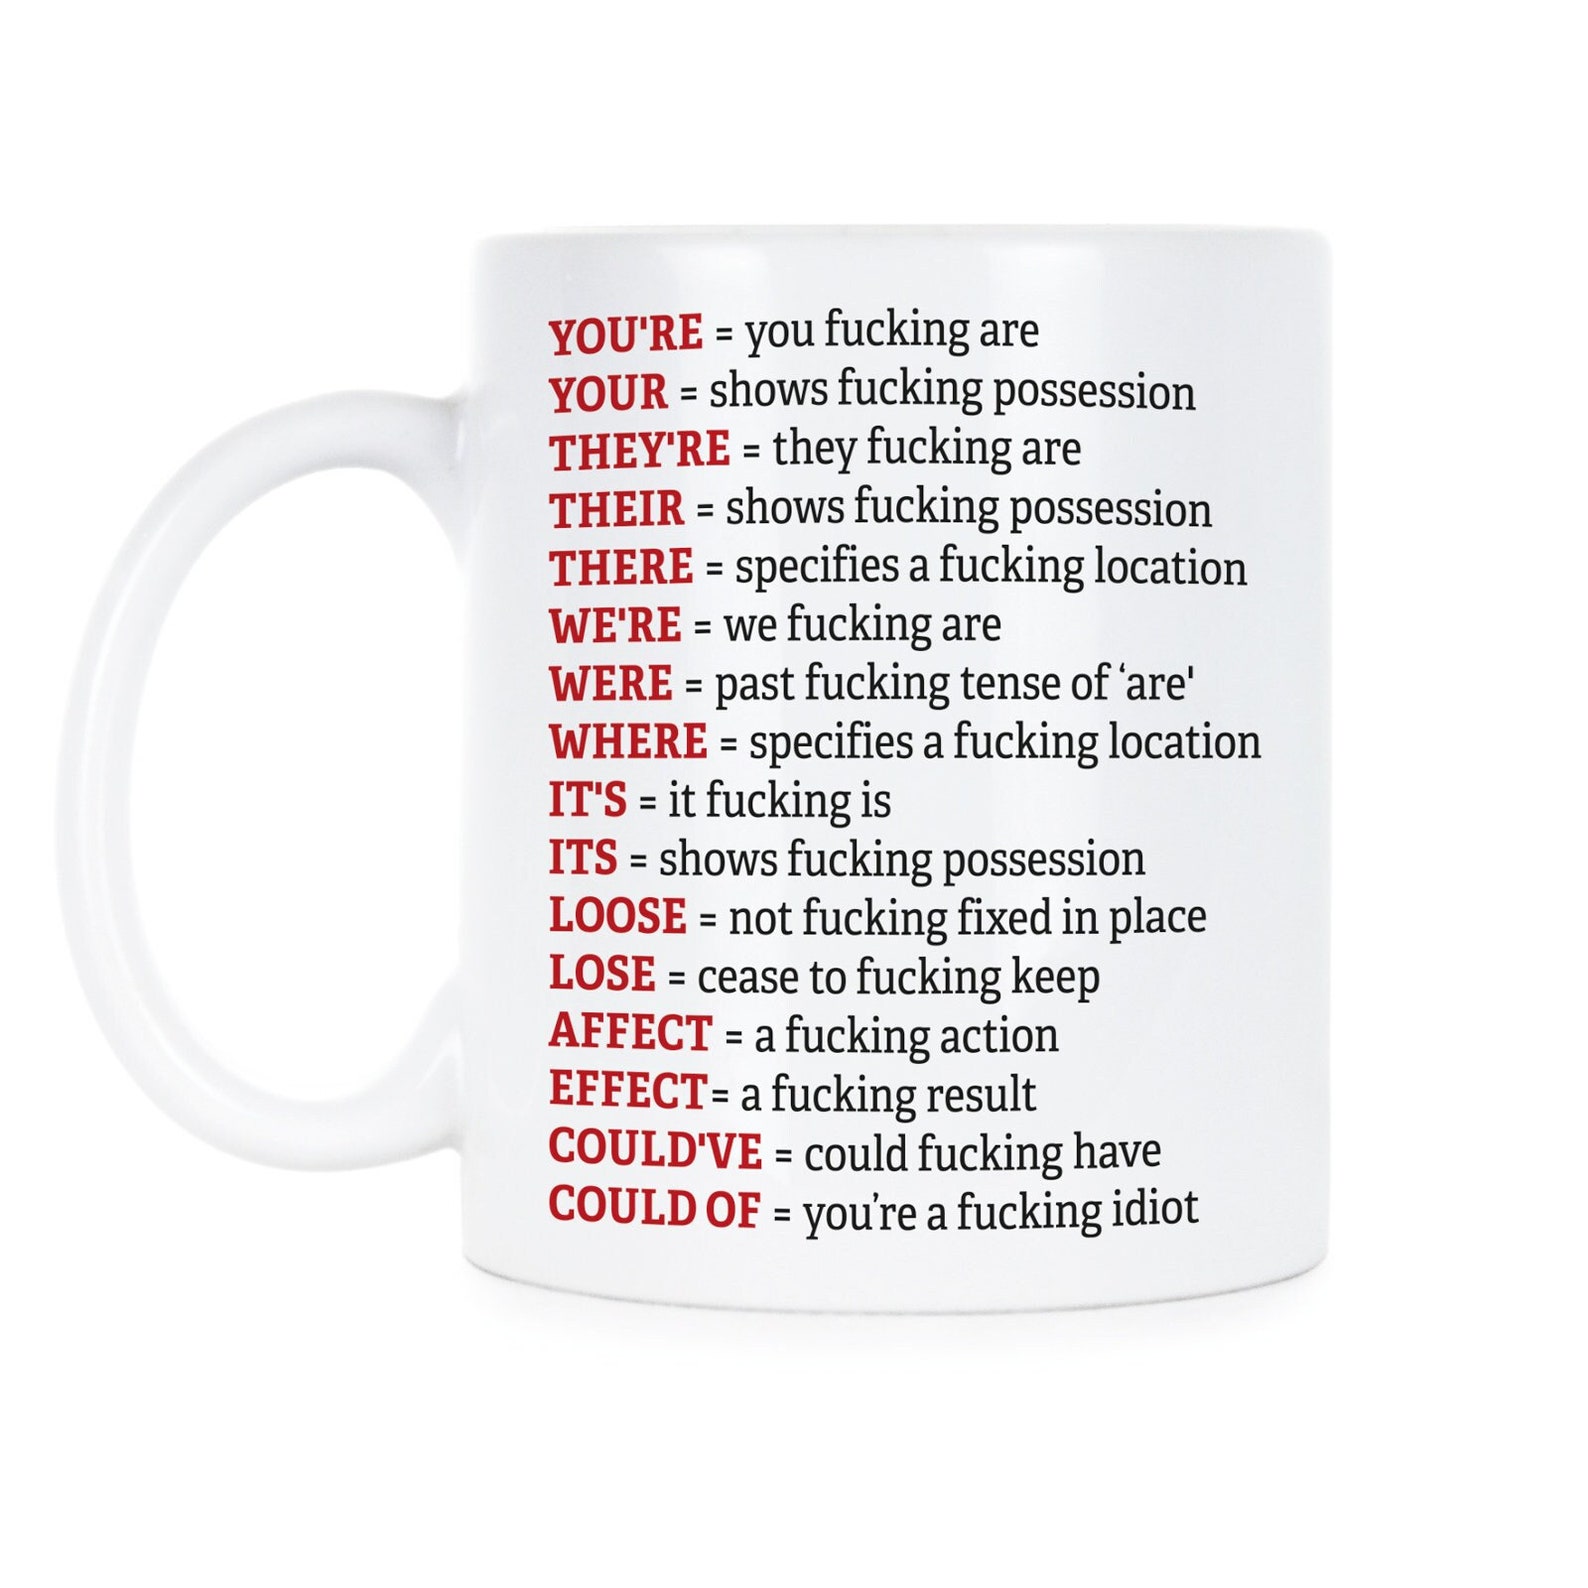 YOU'RE = you fucking are
YOUR = shows fucking possession
THEY'RE = they fucking are
THEIR = shows fucking possession
THERE = specifies a fucking location
WE'RE = we fucking are
WERE = past fucking tense of ‘are'
WHERE = specifies a fucking location
IT'S = it fucking is
ITS = shows fucking possession
LOOSE = not fucking fixed in place
LOSE = cease to fucking keep
AFFECT = a fucking action
EFFECT= a fucking result
COULD'VE = could fucking have
COULD OF = you’re a fucking idiot